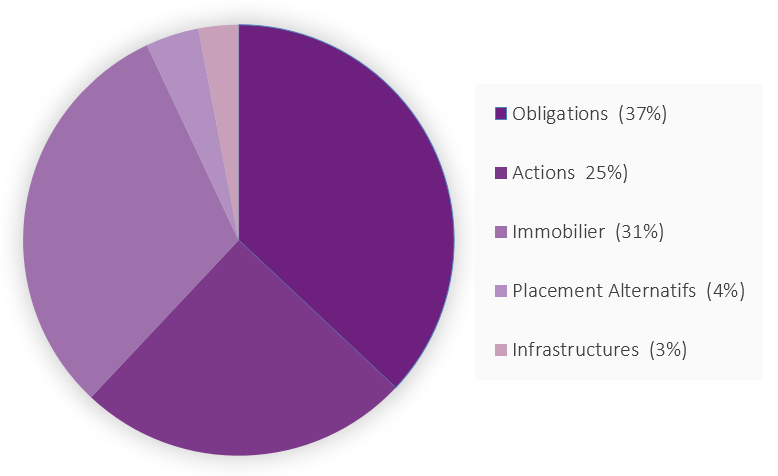 Obligations (37%)
Actions 25%)
Immobilier (31%)
Placement Alternatifs (4%)
Infrastructures (3%)